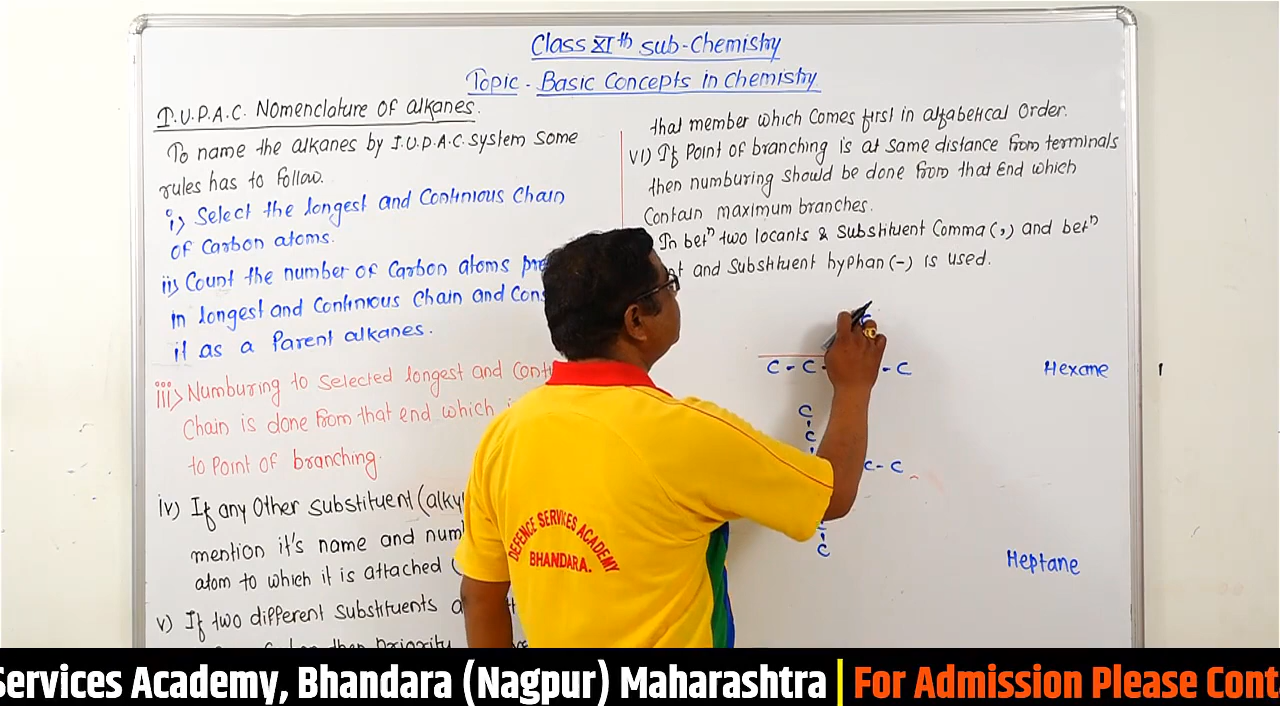 Class XIth Sub-Chemistry
Topic - Basic Concepts in Chemistry
I.U.P.A.C. Nomenclature of alkanes.
To name the alkanes by I.U.P.A.C. system some
rules has to follow.
i) Select the longest and Continious Chain
of Carbon atoms.
ii) Count the number of Carbon atoms pre
in longest and Continious Chain and Con
it as a Parent alkanes.
iii) Numburing to selected longest and cont
Chain is done from that end which
to Point of branching.
iv) If any Other substituent (alky
mention it's name and num
atom to which it is attached (
v) If two different Substituents a
then priority
that member which Comes first in alfabetical Order.
vi) If Point of branching is at same distance from terminals
then numburing should be done from that End which
Contain maximum branches.
In betn two locants & Substituent Comma (,) and betn
and Substituent hyphan (-) is used.
C
C - C - - C
Hexane
C
C
C - C
C
C
Heptane
DEFENCE SERVICES ACADEMY
BHANDARA.
Services Academy, Bhandara (Nagpur) Maharashtra | For Admission Please Cont